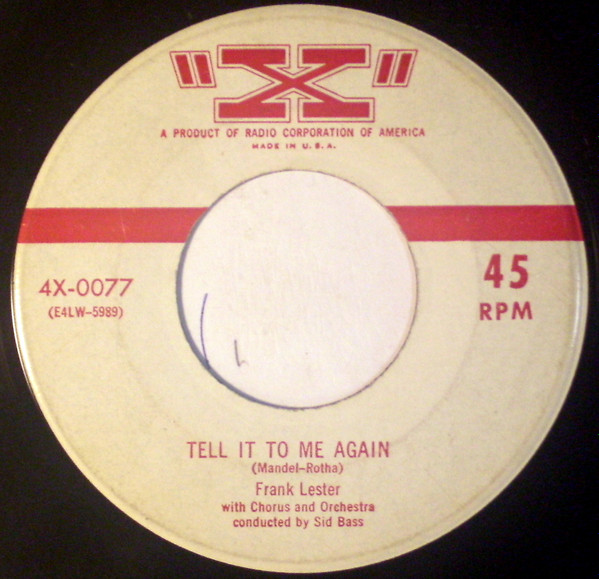 "X"
A PRODUCT OF RADIO CORPORATION OF AMERICA
MADE IN U.S.A.
4X-0077
(E4LW-5989)
45
RPM
TELL IT TO ME AGAIN
(Mandel-Rotha)
Frank Lester
with Chorus and Orchestra
conducted by Sid Bass